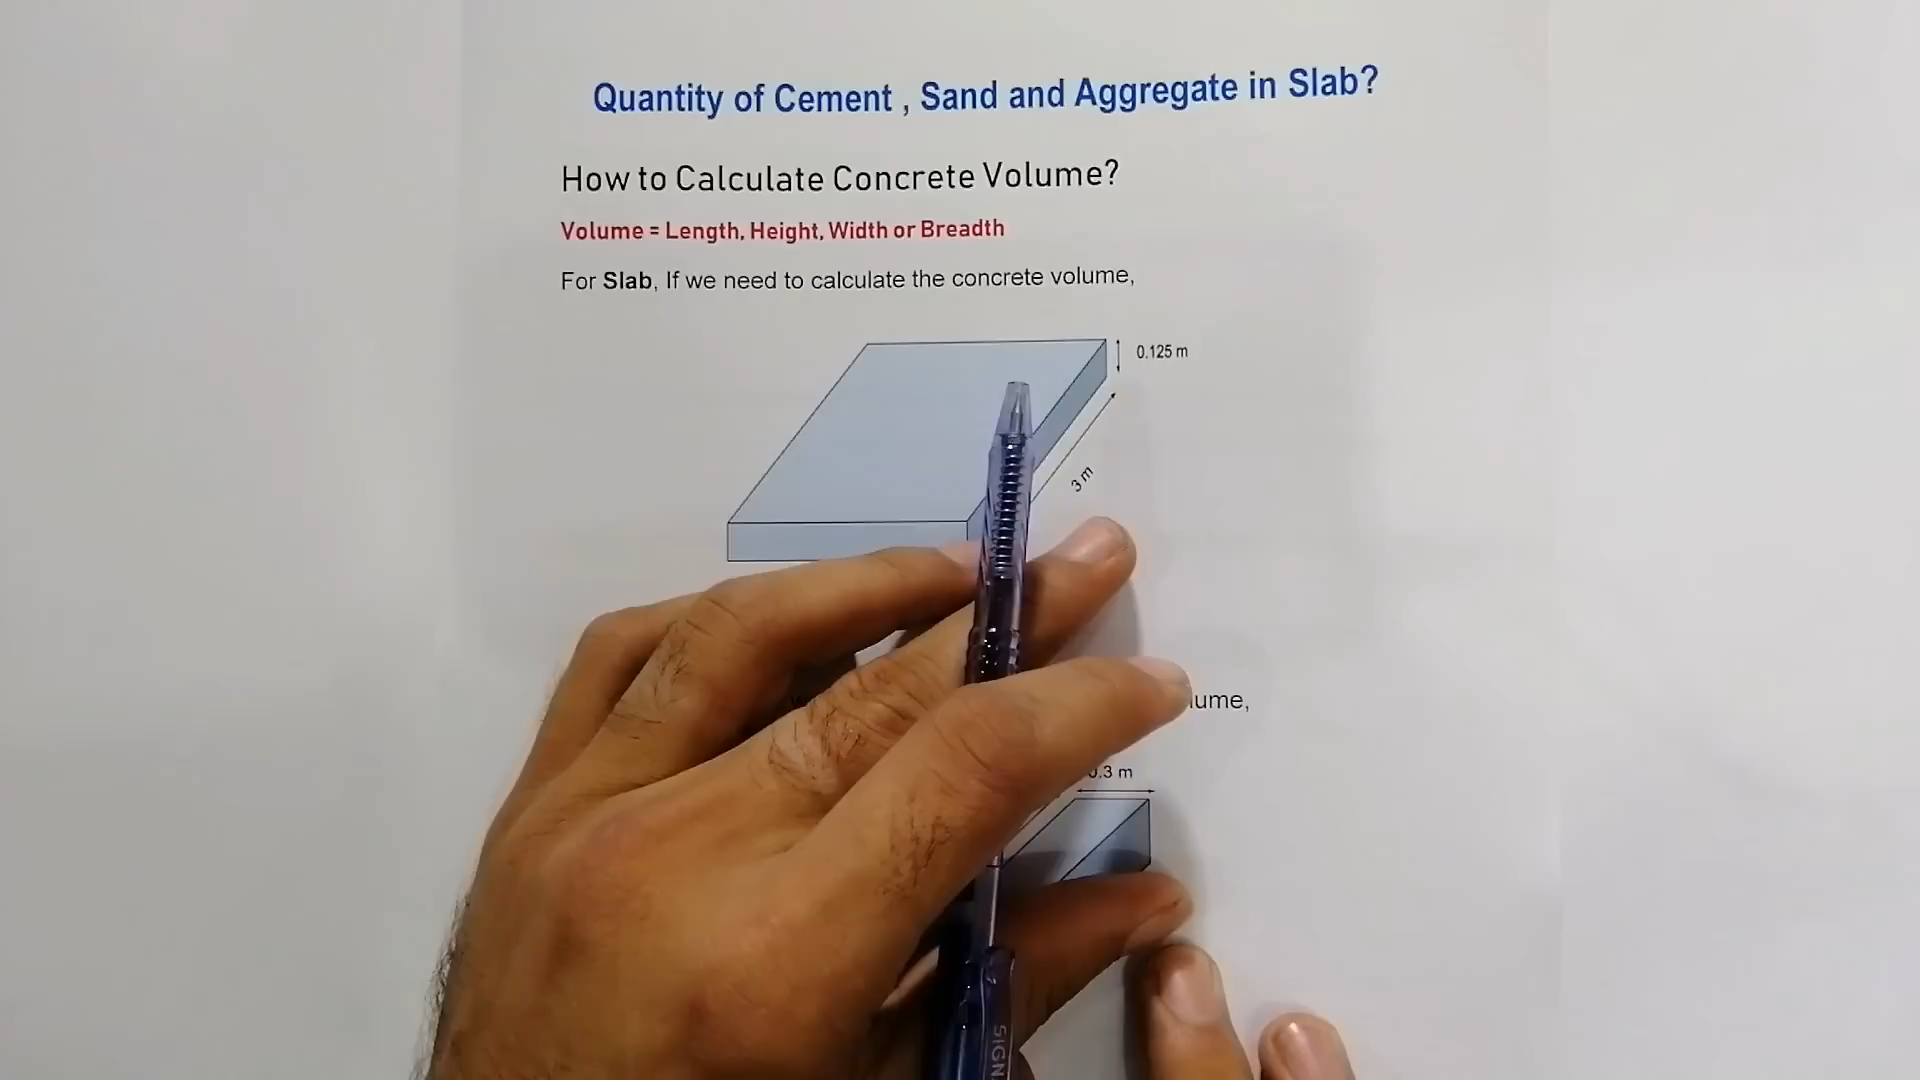 Quantity of Cement , Sand and Aggregate in Slab?
How to Calculate Concrete Volume?
Volume = Length, Height, Width or Breadth
For Slab, If we need to calculate the concrete volume,
0.125 m
3 m
0.3 m
SIGN